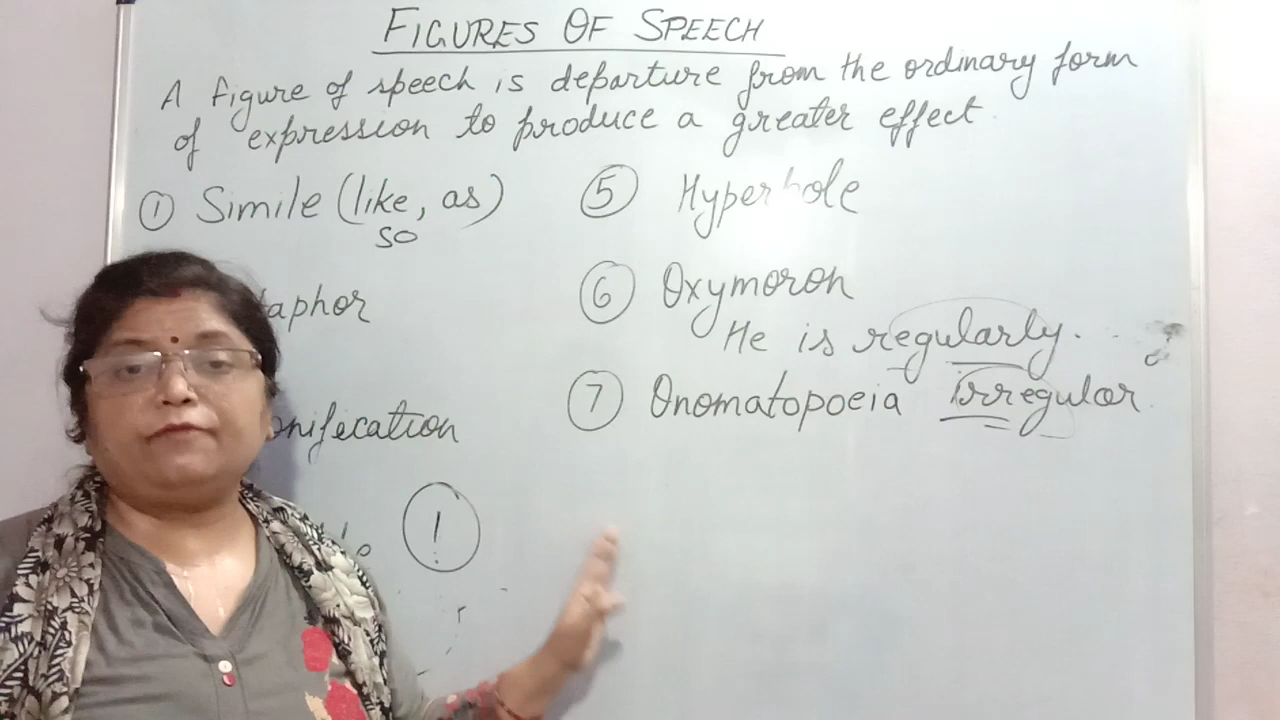 FIGURES OF SPEECH
A figure of speech is departure from the ordinary form
of expression to produce a greater effect.
① Simile (like, as)
so
aphor
onification
!
⑤ Hyperbole
⑥ Oxymoron
He is regularly.
irregular.
⑦ Onomatopoeia